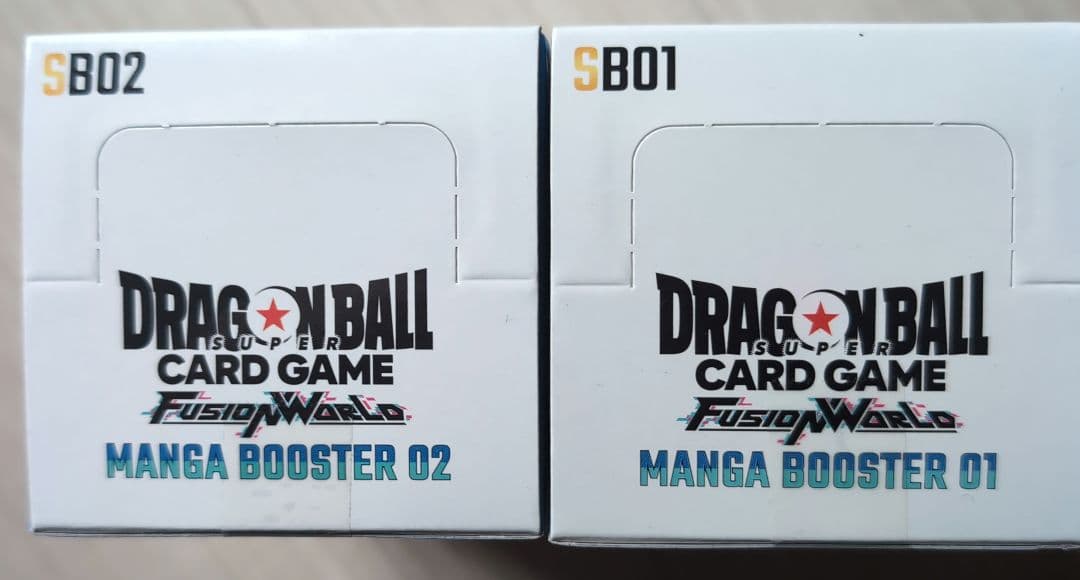 SB02
DRAGON BALL
SUPER
CARD GAME
FUSION WORLD
MANGA BOOSTER 02
SB01
DRAGON BALL
SUPER
CARD GAME
FUSION WORLD
MANGA BOOSTER 01